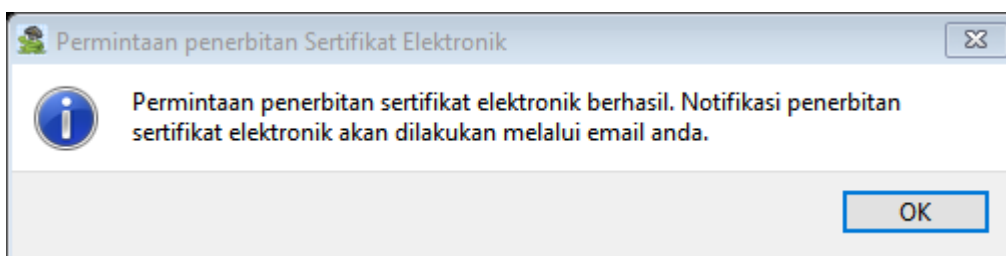 Permintaan penerbitan Sertifikat Elektronik
Permintaan penerbitan sertifikat elektronik berhasil. Notifikasi penerbitan
sertifikat elektronik akan dilakukan melalui email anda.
OK